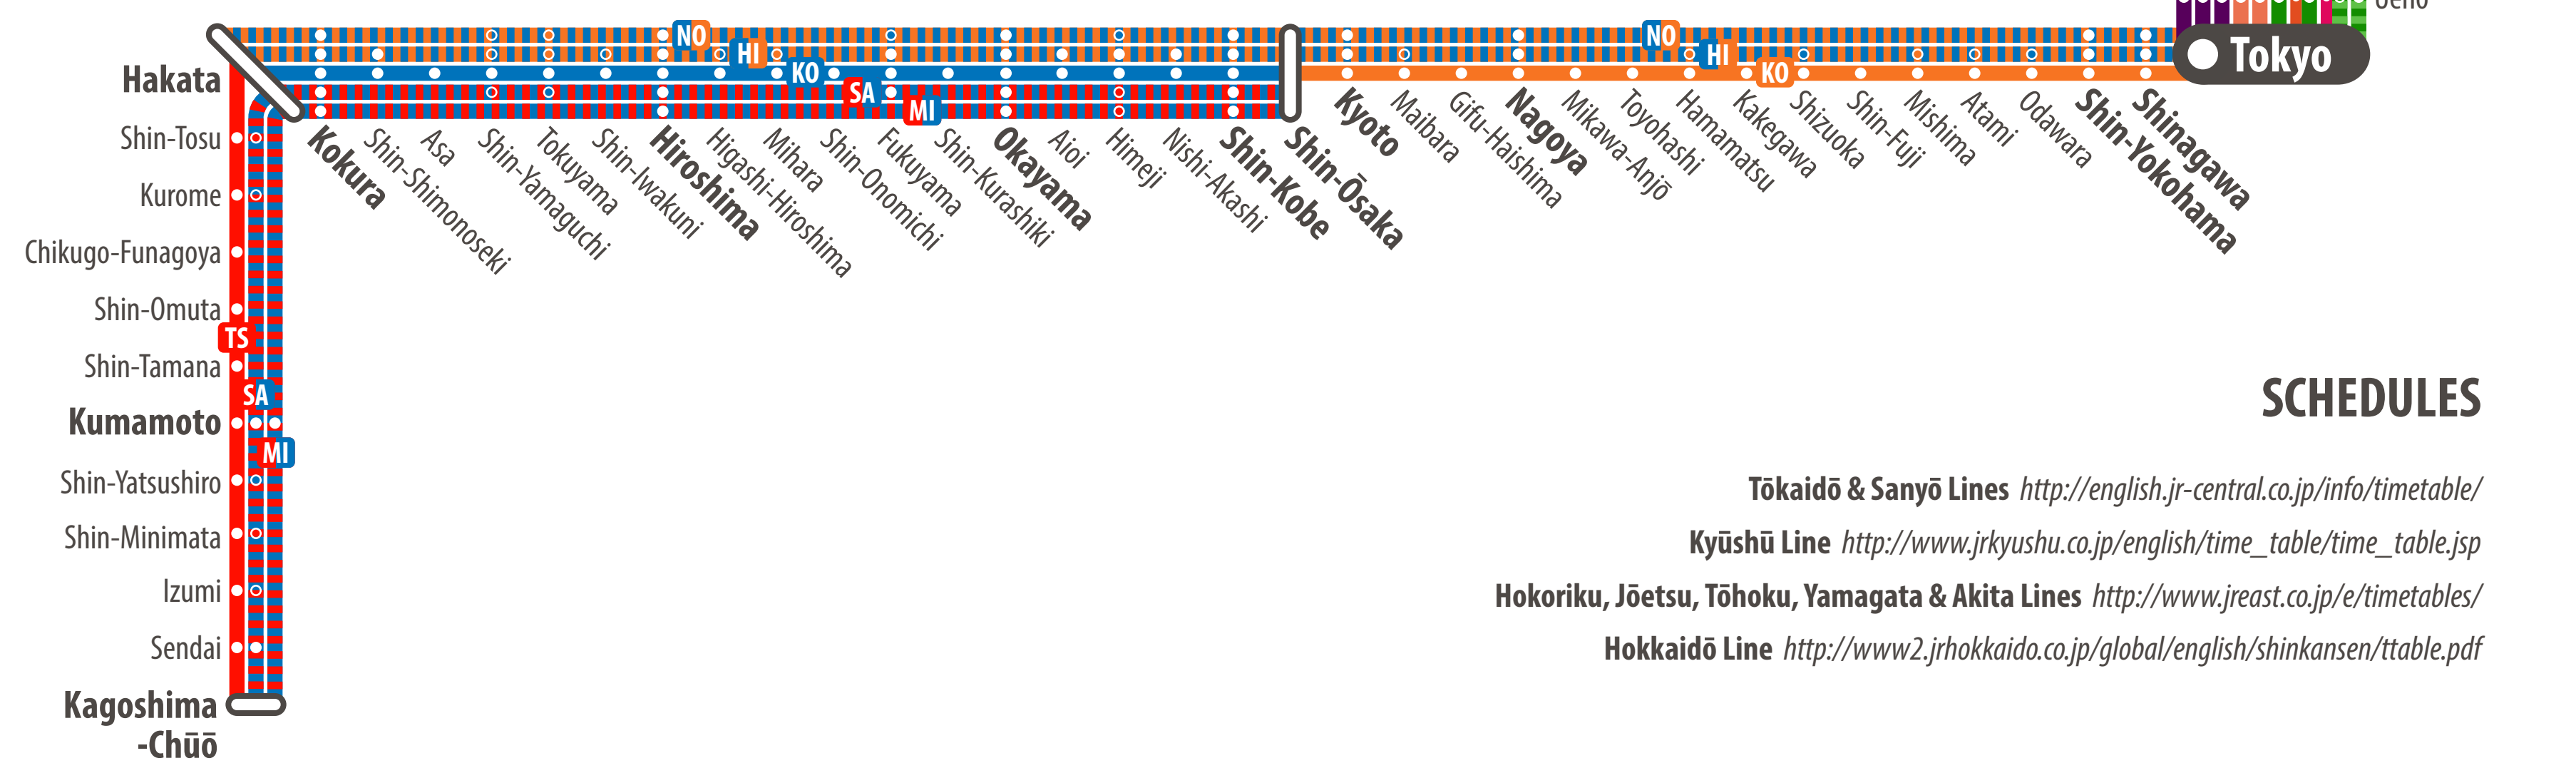 Ueno
Tokyo
NO
HI
KO
SA
MI
NO
HI
KO
Hakata
Shin-Tosu
Kurome
Chikugo-Funagoya
Shin-Omuta
TS
Shin-Tamana
SA
Kumamoto
MI
Shin-Yatsushiro
Shin-Minimata
Izumi
Sendai
Kagoshima
-Chūō
Kokura
Shin-Shimonoseki
Asa
Shin-Yamaguchi
Tokuyama
Shin-Iwakuni
Hiroshima
Higashi-Hiroshima
Mihara
Shin-Onomichi
Fukuyama
Shin-Kurashiki
Okayama
Aioi
Himeji
Nishi-Akashi
Shin-Kobe
Shin-Ōsaka
Kyoto
Maibara
Gifu-Haishima
Nagoya
Mikawa-Anjō
Toyohashi
Hamamatsu
Kakegawa
Shizuoka
Shin-Fuji
Mishima
Atami
Odawara
Shin-Yokohama
Shinagawa
SCHEDULES
Tōkaidō & Sanyō Lines http://english.jr-central.co.jp/info/timetable/
Kyūshū Line http://www.jrkyushu.co.jp/english/time_table/time_table.jsp
Hokoriku, Jōetsu, Tōhoku, Yamagata & Akita Lines http://www.jreast.co.jp/e/timetables/
Hokkaidō Line http://www2.jrhokkaido.co.jp/global/english/shinkansen/ttable.pdf